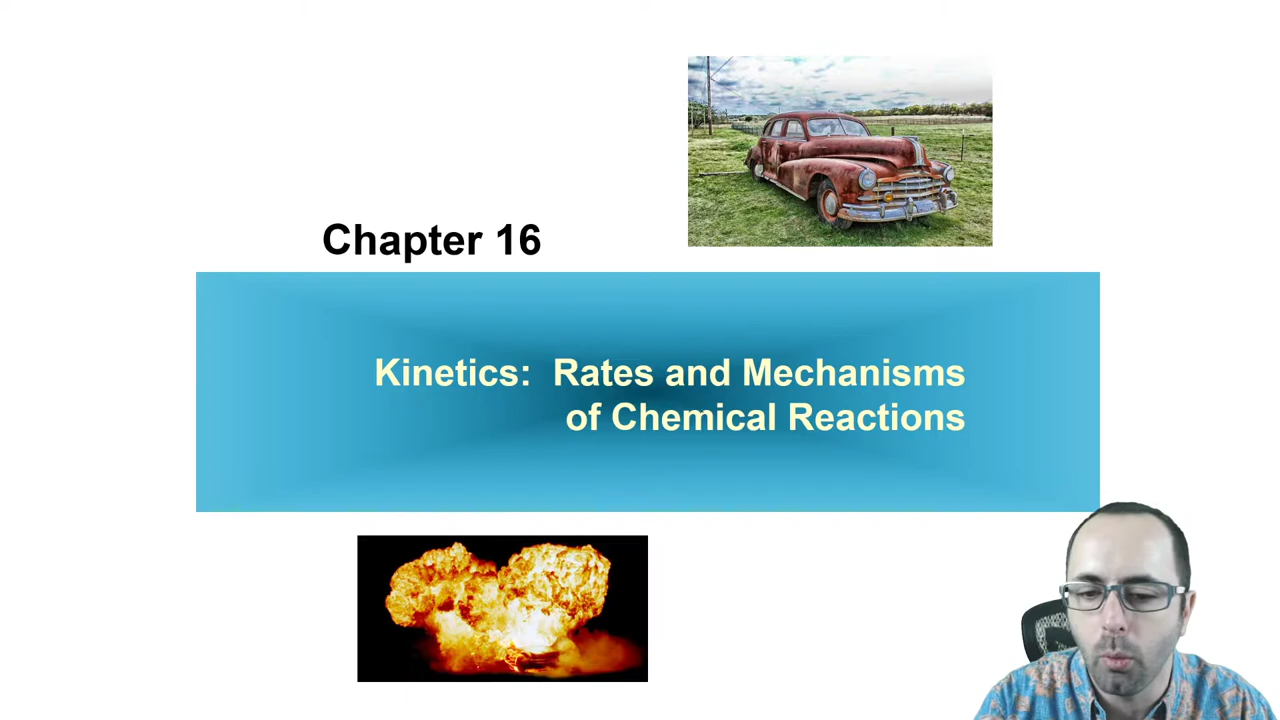 Chapter 16
Kinetics:  Rates and Mechanisms
of Chemical Reactions